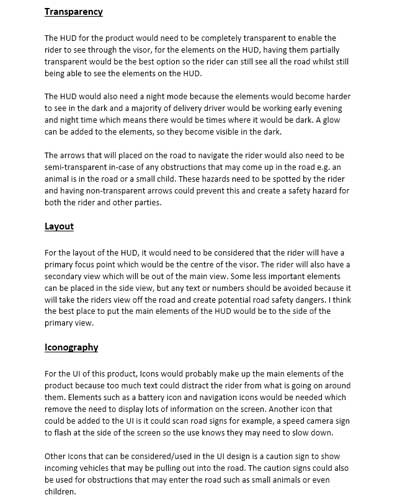 Transparency
The HUD for the product would need to be completely transparent to enable the
rider to see through the visor, for the elements on the HUD, having them partially
transparent would be the best option so the rider can still see all the road whilst still
being able to see the elements on the HUD.
The HUD would also need a night mode because the elements would become harder
to see in the dark and a majority of delivery driver would be working early evening
and night time which means there would be times where it would be dark. A glow
can be added to the elements, so they become visible in the dark.
The arrows that will placed on the road to navigate the rider would also need to be
semi-transparent in-case of any obstructions that may come up in the road e.g. an
animal is in the road or a small child. These hazards need to be spotted by the rider
and having non-transparent arrows could prevent this and create a safety hazard for
both the rider and other parties.
Layout
For the layout of the HUD, it would need to be considered that the rider will have a
primary focus point which would be the centre of the visor. The rider will also have a
secondary view which will be out of the main view. Some less important elements
can be placed in the side view, but any text or numbers should be avoided because it
will take the riders view off the road and create potential road safety dangers. I think
the best place to put the main elements of the HUD would be to the side of the
primary view.
Iconography
For the UI of this product, Icons would probably make up the main elements of the
product because too much text could distract the rider from what is going on around
them. Elements such as a battery icon and navigation icons would be needed which
remove the need to display lots of information on the screen. Another icon that
could be added to the UI is it could scan road signs for example, a speed camera sign
to flash at the side of the screen so the use knows they may need to slow down.
Other Icons that can be considered/used in the UI design is a caution sign to show
incoming vehicles that may be pulling out into the road. The caution signs could also
be used for obstructions that may enter the road such as small animals or even
children.